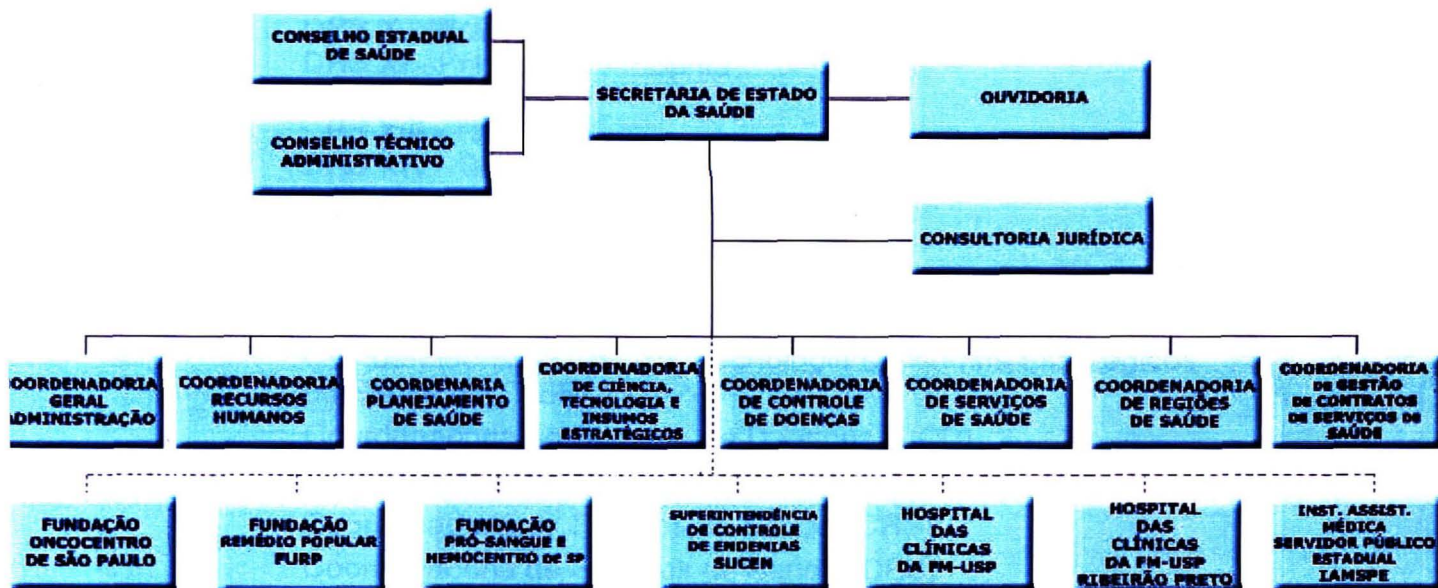 CONSELHO ESTADUAL
DE SAÚDE
SECRETARIA DE ESTADO
DA SAÚDE
OUVIDORIA
CONSELHO TÉCNICO
ADMINISTRATIVO
CONSULTORIA JURÍDICA
OORDENADORIA
GERAL
ADMINISTRAÇÃO
COORDENADORIA
RECURSOS
HUMANOS
COORDENARIA
PLANEJAMENTO
DE SAÚDE
COORDENADORIA
DE CIÊNCIA,
TECNOLOGIA E
INSUMOS
ESTRATÉGICOS
COORDENADORIA
DE CONTROLE
DE DOENÇAS
COORDENADORIA
DE SERVIÇOS
DE SAÚDE
COORDENADORIA
DE REGIÕES
DE SAÚDE
COORDENADORIA
DE GESTÃO
DE CONTRATOS
DE SERVIÇOS DE
SAÚDE
FUNDAÇÃO
ONCOCENTRO
DE SÃO PAULO
FUNDAÇÃO
REMÉDIO POPULAR
FURP
FUNDAÇÃO
PRÓ-SANGUE E
HEMOCENTRO DE SP
SUPERINTENDÊNCIA
DE CONTROLE
DE ENDEMIAS
SUCEN
HOSPITAL
DAS
CLÍNICAS
DA FM-USP
HOSPITAL
DAS
CLÍNICAS
DA FM-USP
RIBEIRÃO PRETO
INST. ASSIST.
MÉDICA
SERVIDOR PÚBLICO
ESTADUAL
IAMSPE